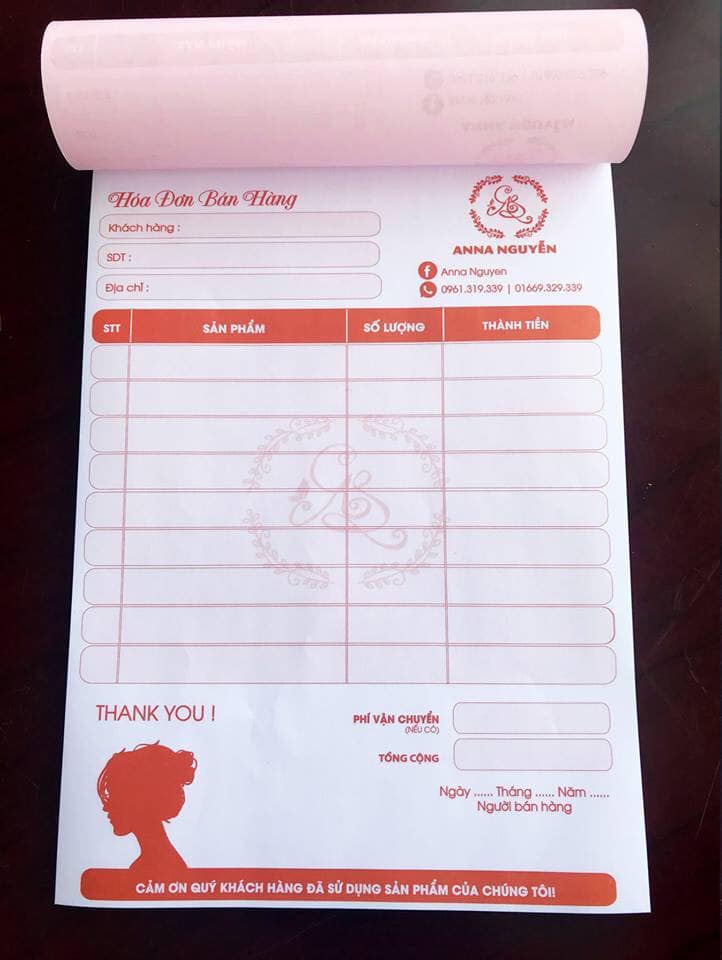 Hóa Đơn Bán Hàng
Khách hàng :
SDT :
Địa chỉ :
ANNA NGUYỄN
Anna Nguyen
0961.319.339 | 01669.329.339
STT SẢN PHẨM SỐ LƯỢNG THÀNH TIỀN
THANK YOU !
PHÍ VẬN CHUYỂN
(NẾU CÓ)
TỔNG CỘNG
Ngày ...... Tháng ...... Năm ......
Người bán hàng
CẢM ƠN QUÝ KHÁCH HÀNG ĐÃ SỬ DỤNG SẢN PHẨM CỦA CHÚNG TÔI!